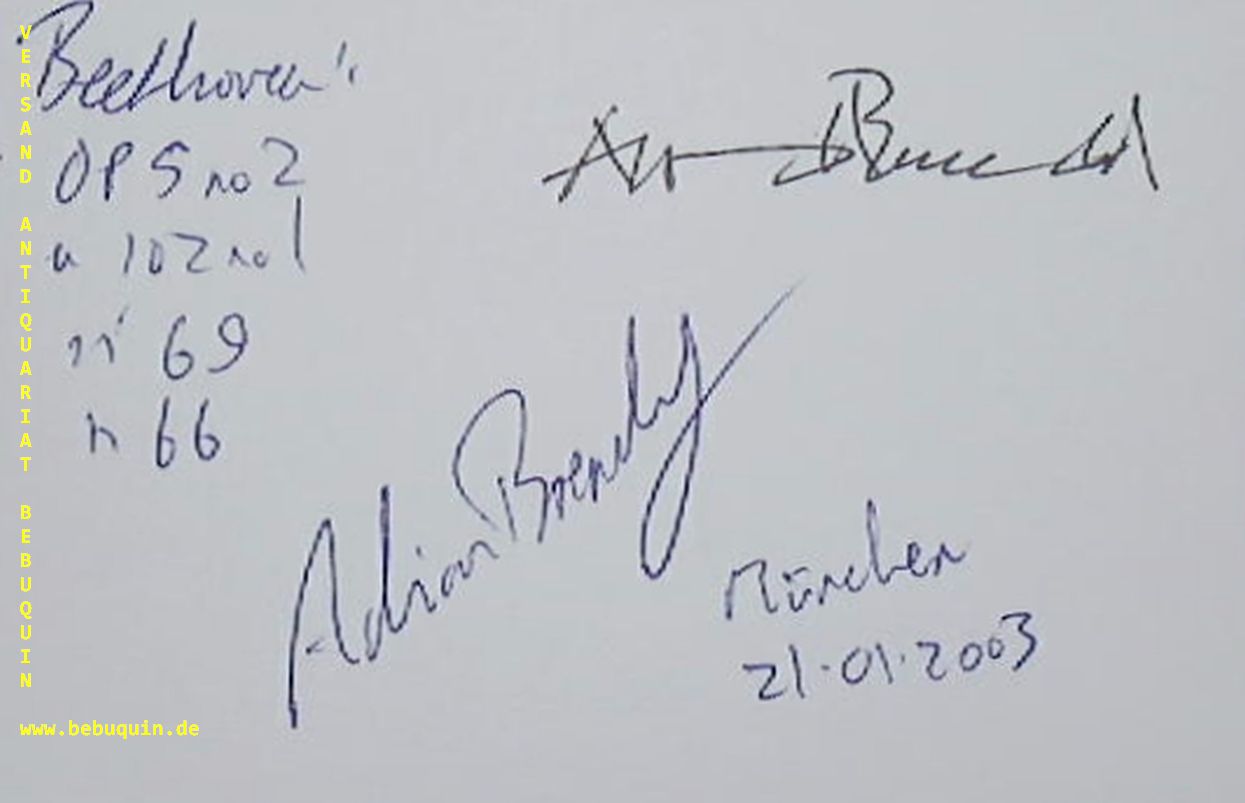 Beethoven:
OP 5 no 2
" 102 no 1
" 69
" 66
Adrian Brendel
München
21.01.2003
VERSAND ANTIQUARIAT BEBUQUIN
www.bebuquin.de